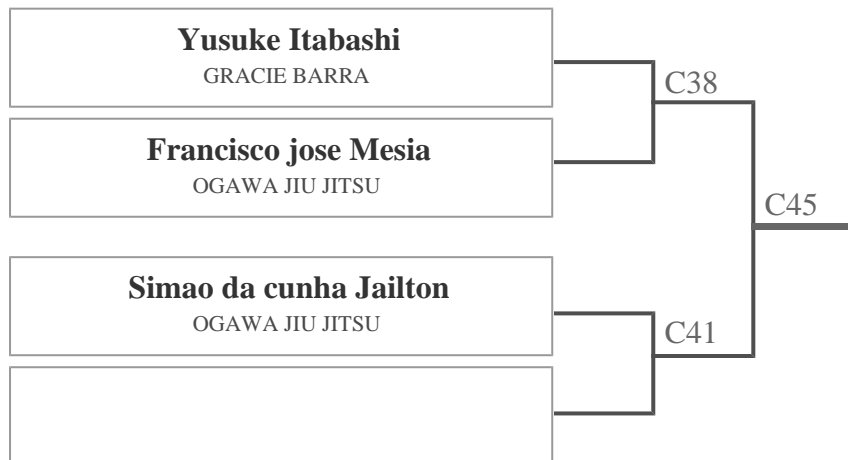 Yusuke Itabashi
GRACIE BARRA
C38
Francisco jose Mesia
OGAWA JIU JITSU
C45
Simao da cunha Jailton
OGAWA JIU JITSU
C41